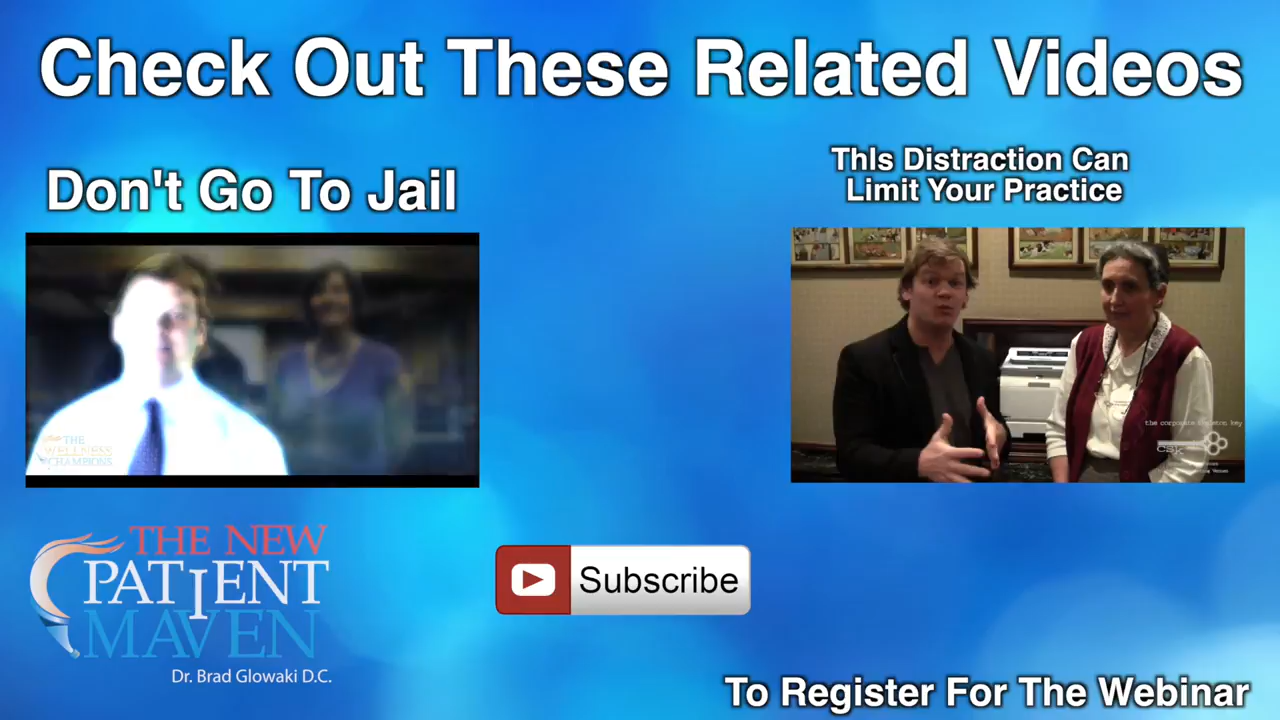 Check Out These Related Videos
Don't Go To Jail
ThIs Distraction Can
Limit Your Practice
THE
WELLNESS
CHAMPIONS
the corporate
key
THE NEW
PATIENT
MAVEN
Dr. Brad Glowaki D.C.
Subscribe
To Register For The Webinar